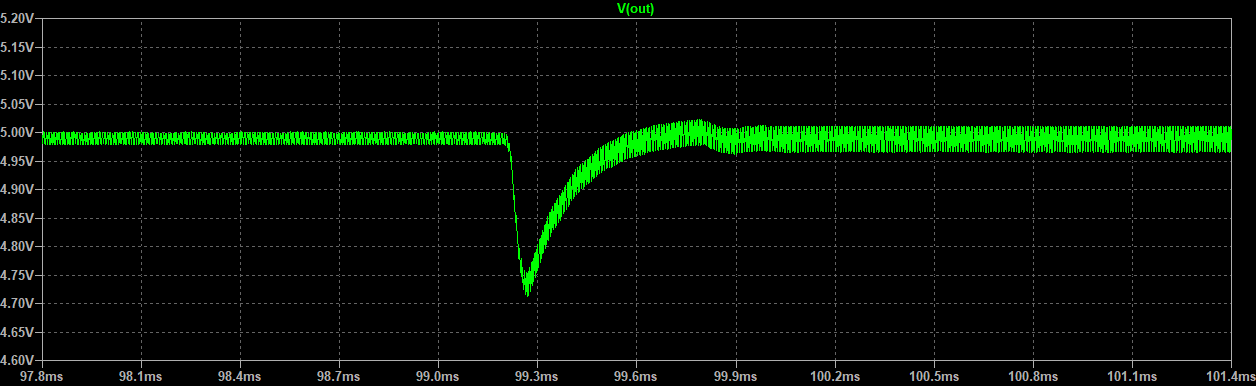 V(out)
5.20V
5.15V
5.10V
5.05V
5.00V
4.95V
4.90V
4.85V
4.80V
4.75V
4.70V
4.65V
4.60V
97.8ms 98.1ms 98.4ms 98.7ms 99.0ms 99.3ms 99.6ms 99.9ms 100.2ms 100.5ms 100.8ms 101.1ms 101.4ms